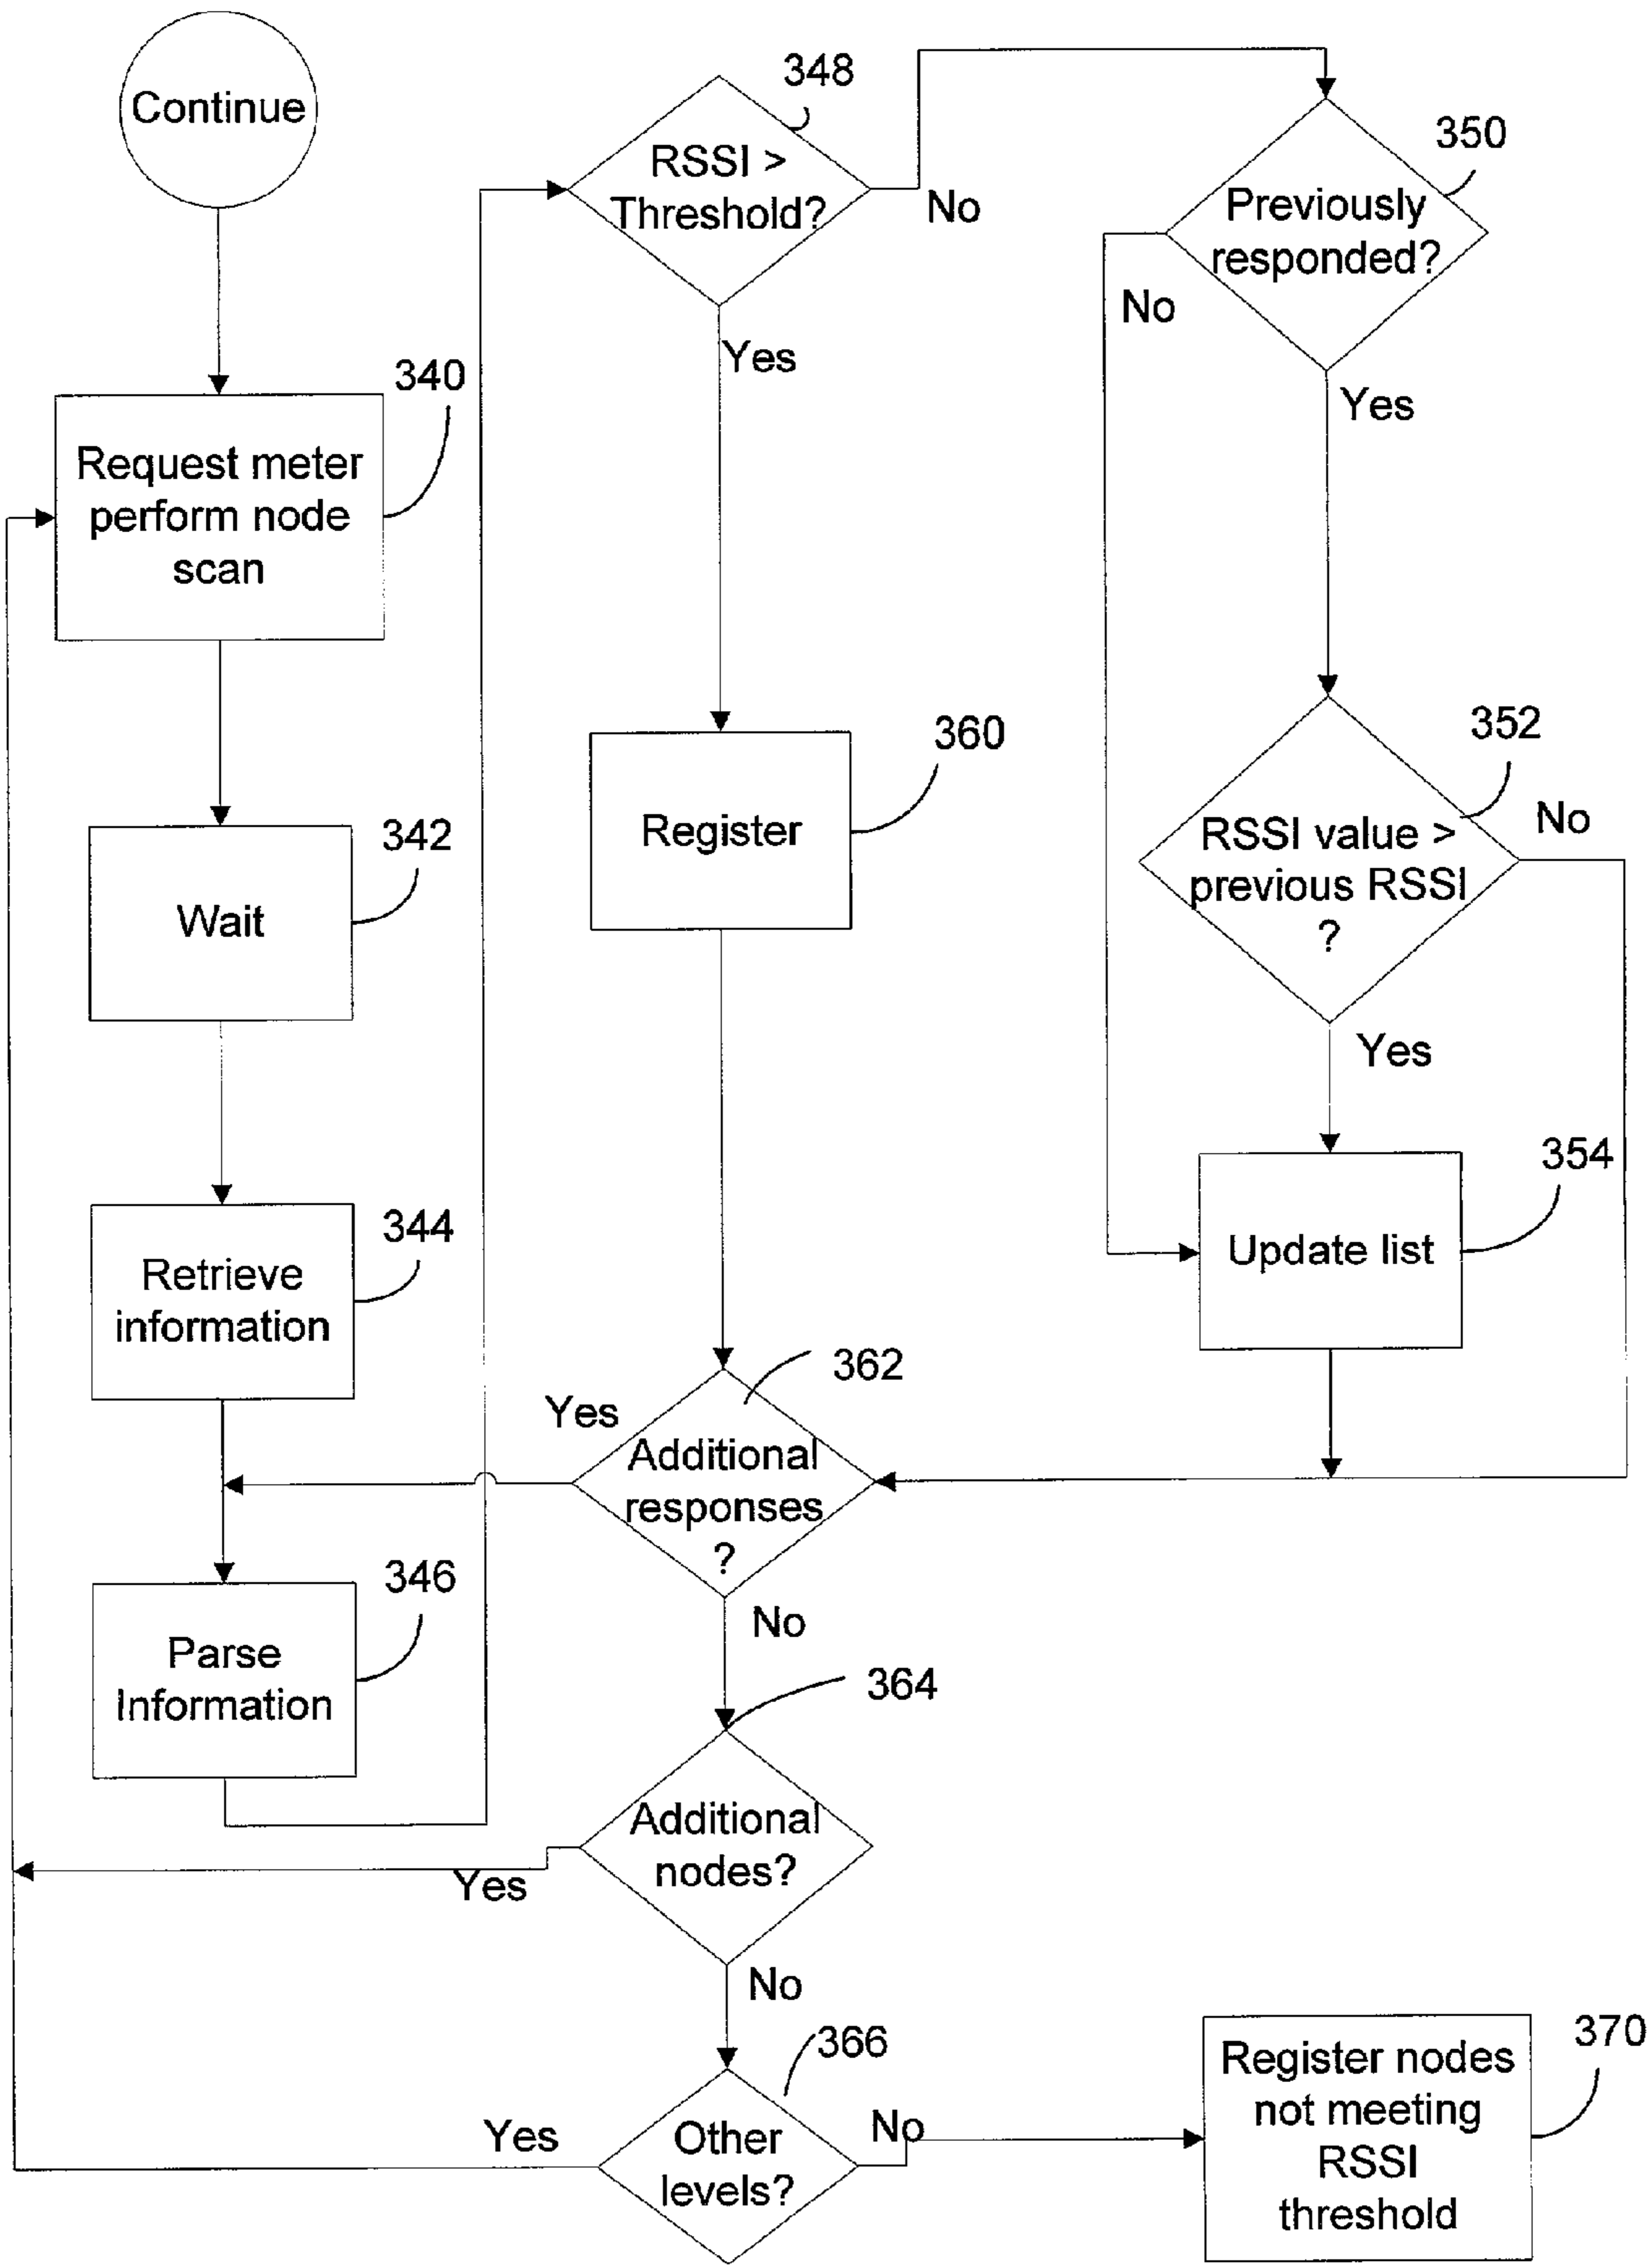 Continue
340
Request meter
perform node
scan
342
Wait
344
Retrieve
information
346
Parse
Information
348
RSSI >
Threshold?
No
Yes
350
Previously
responded?
No
Yes
352
RSSI value >
previous RSSI
?
No
Yes
354
Update list
360
Register
362
Yes
Additional
responses
?
No
364
Additional
nodes?
Yes
No
366
Other
levels?
Yes
No
370
Register nodes
not meeting
RSSI
threshold